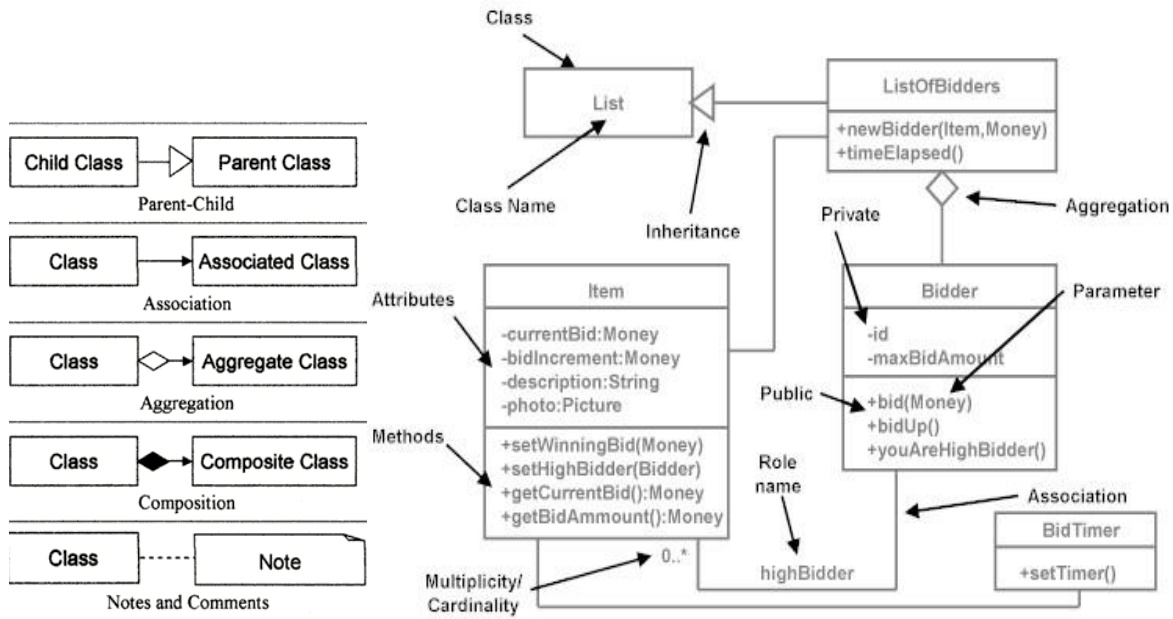 Child Class
Parent Class
Parent-Child
Class
Associated Class
Association
Class
Aggregate Class
Aggregation
Class
Composite Class
Composition
Class
Note
Notes and Comments
Class
List
Class Name
Inheritance
ListOfBidders
+newBidder(Item,Money)
+timeElapsed()
Aggregation
Private
Attributes
Item
-currentBid:Money
-bidIncrement:Money
-description:String
-photo:Picture
Methods
+setWinningBid(Money)
+setHighBidder(Bidder)
+getCurrentBid():Money
+getBidAmmount():Money
Bidder
Parameter
-id
-maxBidAmount
Public
+bid(Money)
+bidUp()
+youAreHighBidder()
Role
name
Association
BidTimer
+setTimer()
0..*
highBidder
Multiplicity/
Cardinality